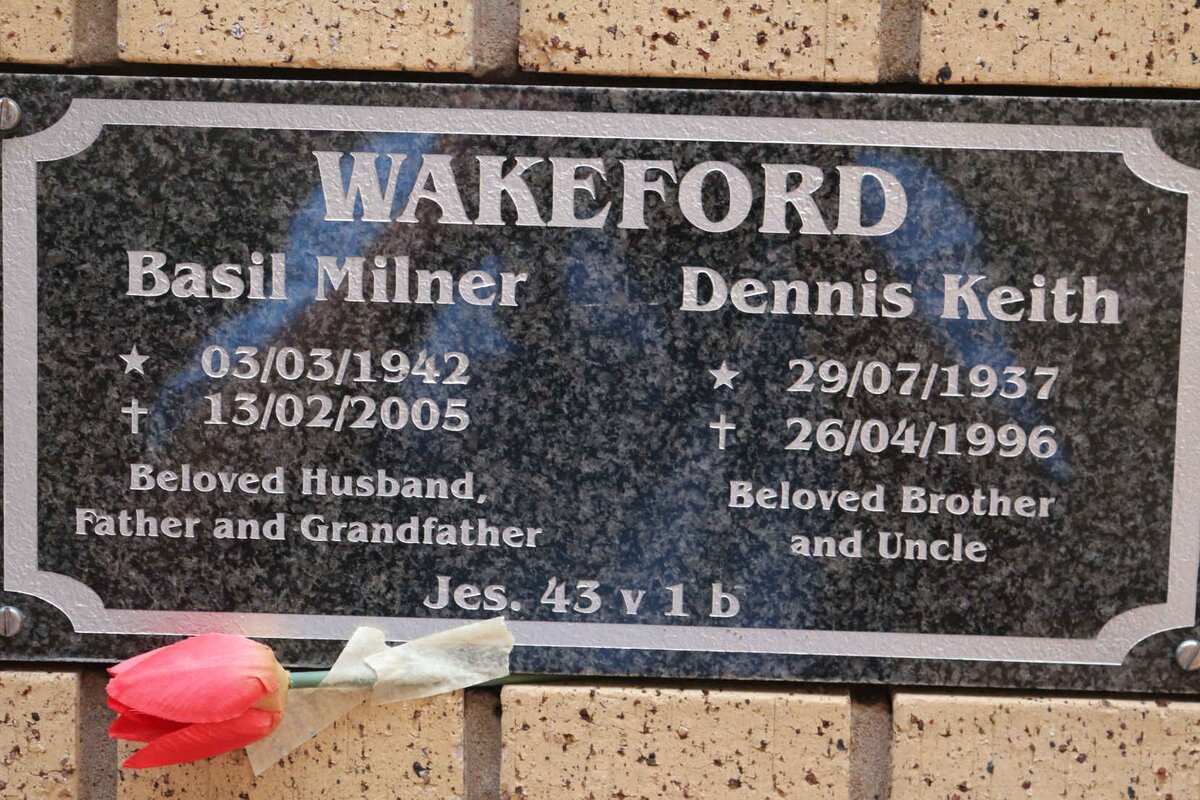 WAKEFORD
Basil Milner
★ 03/03/1942
✝ 13/02/2005
Beloved Husband,
Father and Grandfather
Dennis Keith
★ 29/07/1937
✝ 26/04/1996
Beloved Brother
and Uncle
Jes. 43 v 1 b